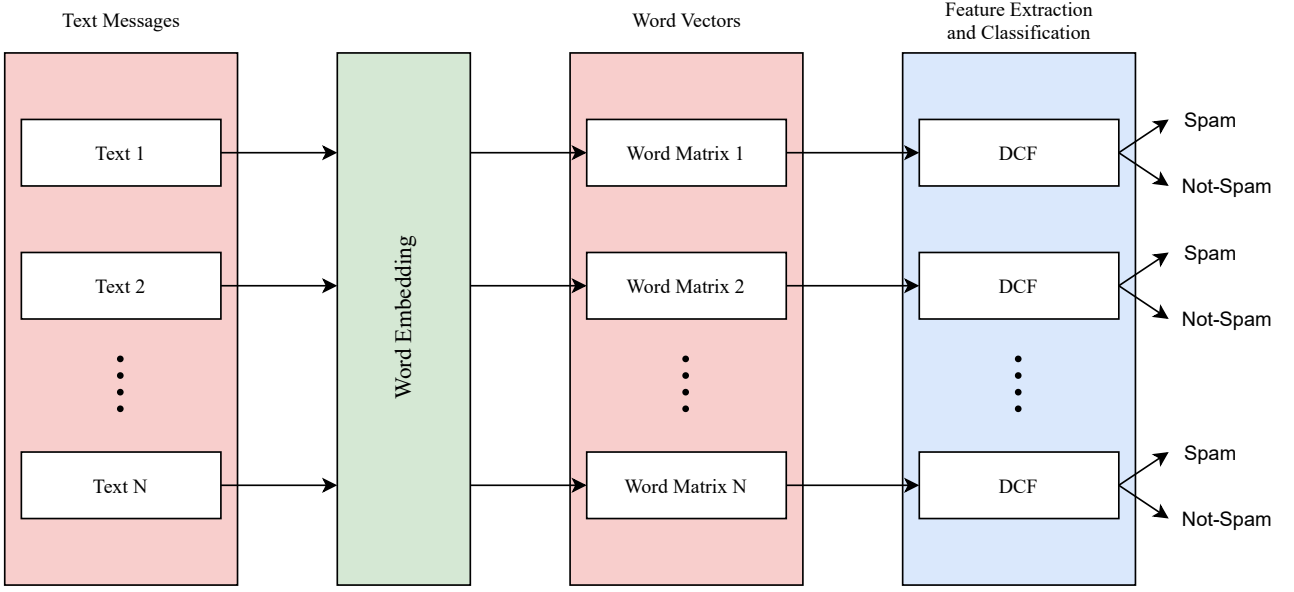 Text Messages
Word Vectors
Feature Extraction
and Classification
Text 1
Word Matrix 1
DCF
Spam
Not-Spam
Word Embedding
Text 2
Word Matrix 2
DCF
Spam
Not-Spam
Text N
Word Matrix N
DCF
Spam
Not-Spam